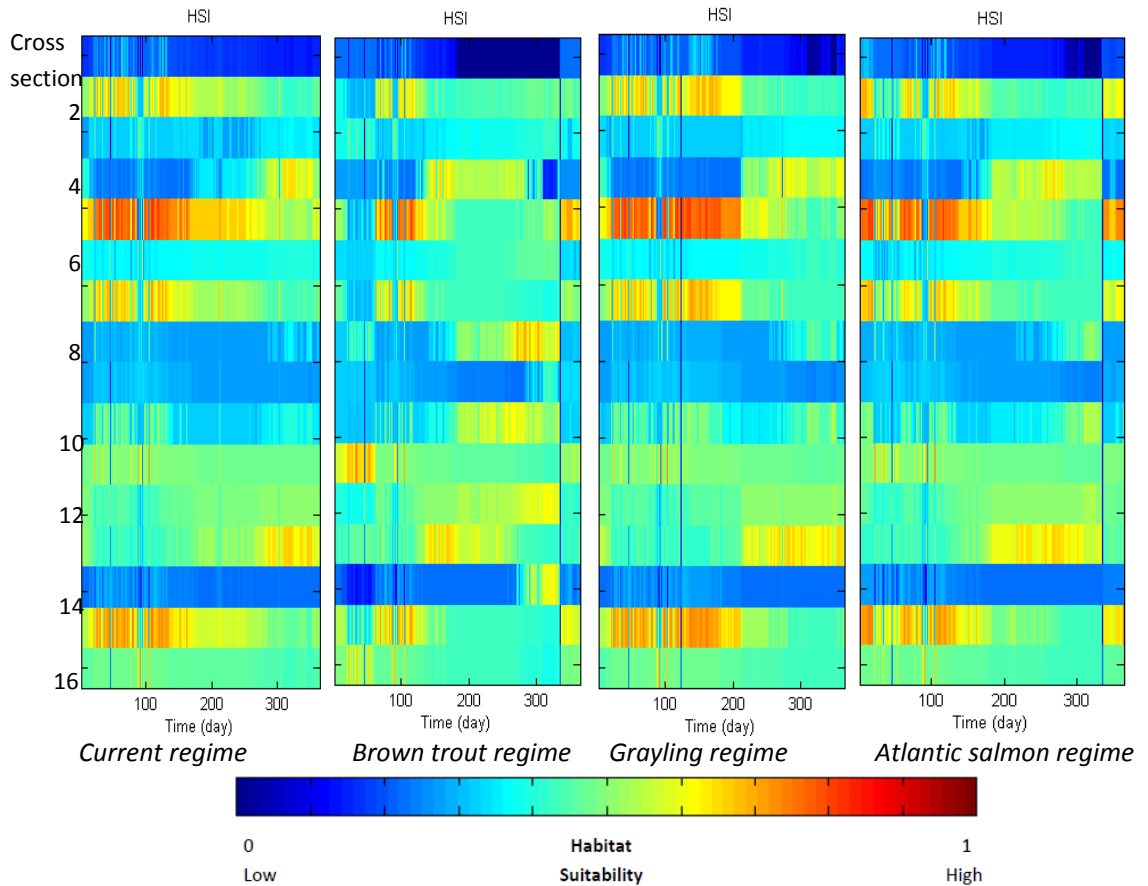 HSI HSI HSI HSI
Cross
section
2
4
6
8
10
12
14
16
100 200 300 100 200 300 100 200 300 100 200 300
Time (day) Time (day) Time (day) Time (day)
Current regime Brown trout regime Grayling regime Atlantic salmon regime
0 Habitat 1
Low Suitability High